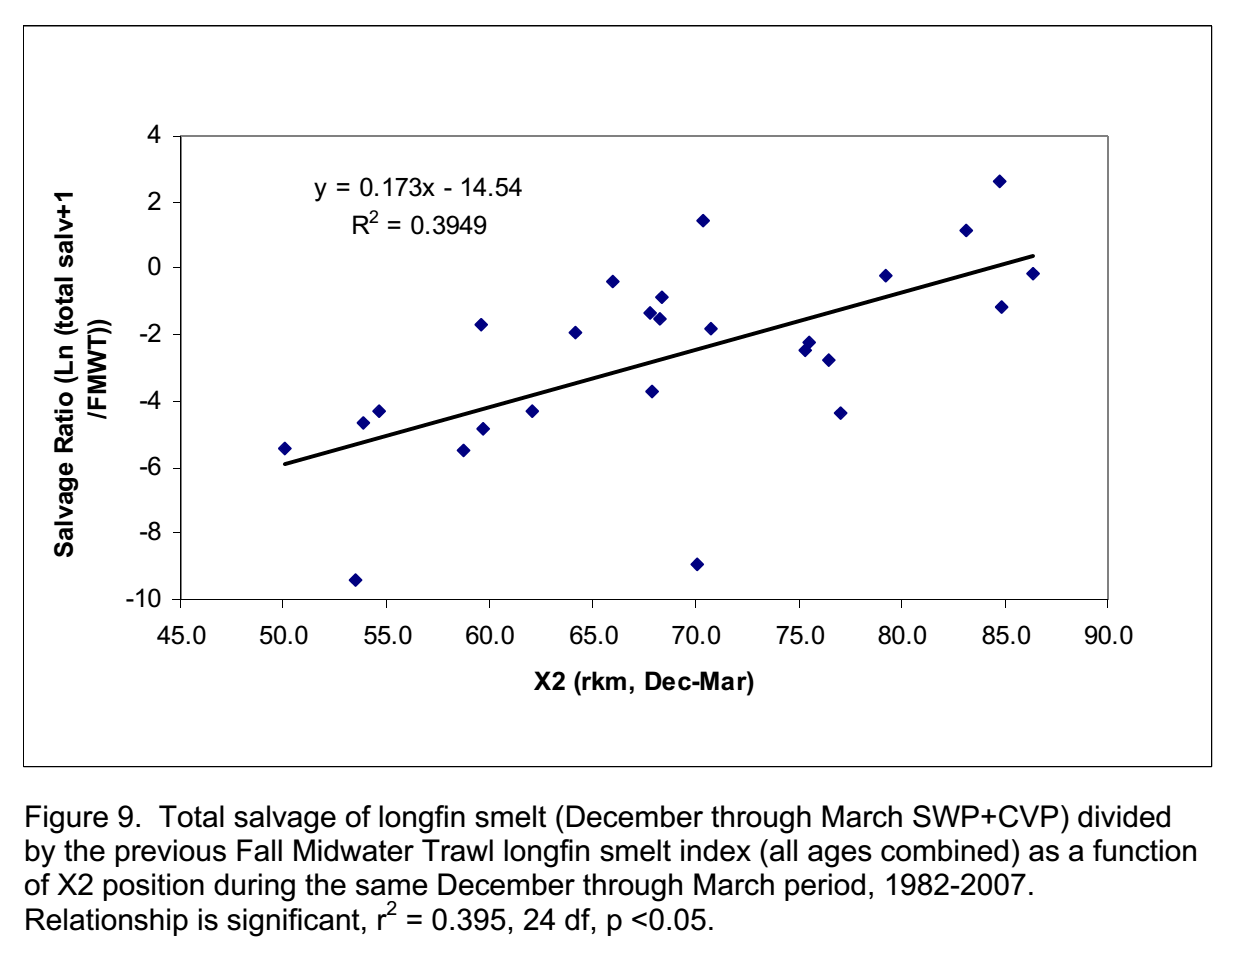 4
2
0
-2
-4
-6
-8
-10
Salvage Ratio (Ln (total salv+1
/FMWT))
y = 0.173x - 14.54
R² = 0.3949
45.0 50.0 55.0 60.0 65.0 70.0 75.0 80.0 85.0 90.0
X2 (rkm, Dec-Mar)
Figure 9.  Total salvage of longfin smelt (December through March SWP+CVP) divided
by the previous Fall Midwater Trawl longfin smelt index (all ages combined) as a function
of X2 position during the same December through March period, 1982-2007.
Relationship is significant, r² = 0.395, 24 df, p <0.05.